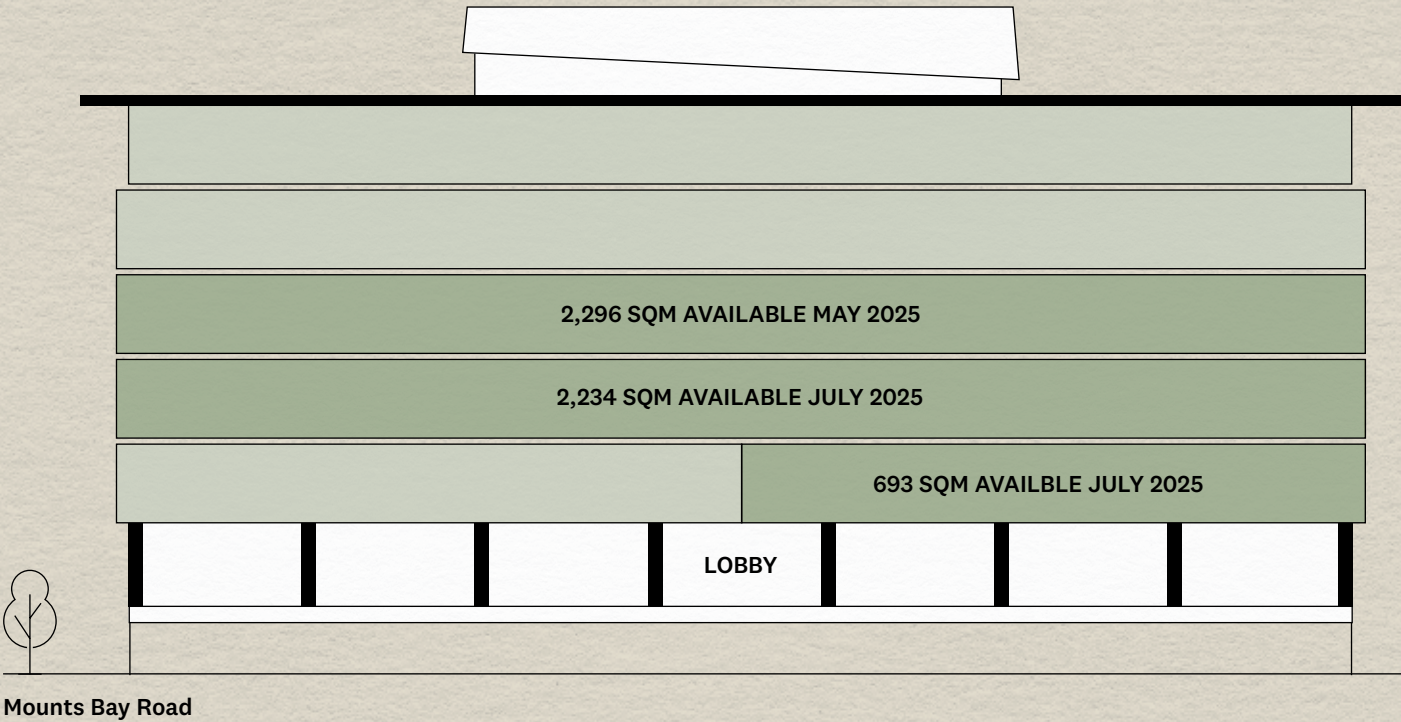 2,296 SQM AVAILABLE MAY 2025
2,234 SQM AVAILABLE JULY 2025
693 SQM AVAILBLE JULY 2025
LOBBY
Mounts Bay Road